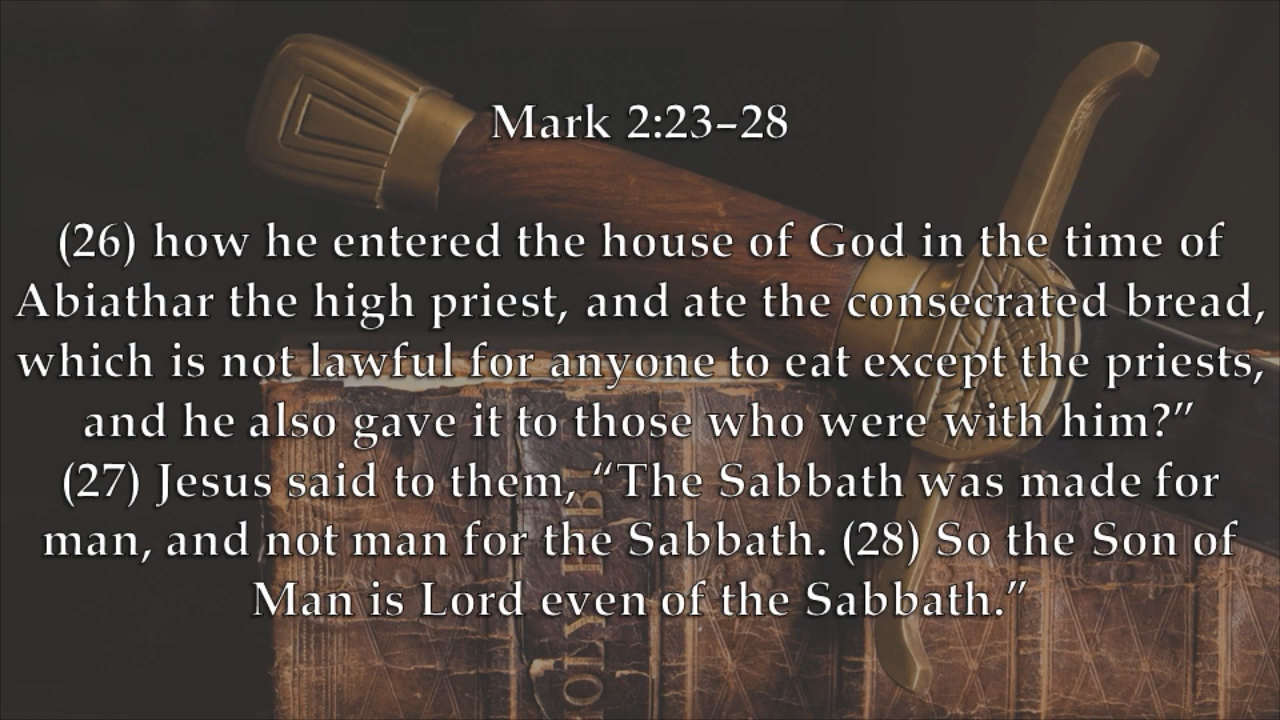 Mark 2:23–28
(26) how he entered the house of God in the time of
Abiathar the high priest, and ate the consecrated bread,
which is not lawful for anyone to eat except the priests,
and he also gave it to those who were with him?”
(27) Jesus said to them, “The Sabbath was made for
man, and not man for the Sabbath. (28) So the Son of
Man is Lord even of the Sabbath.”